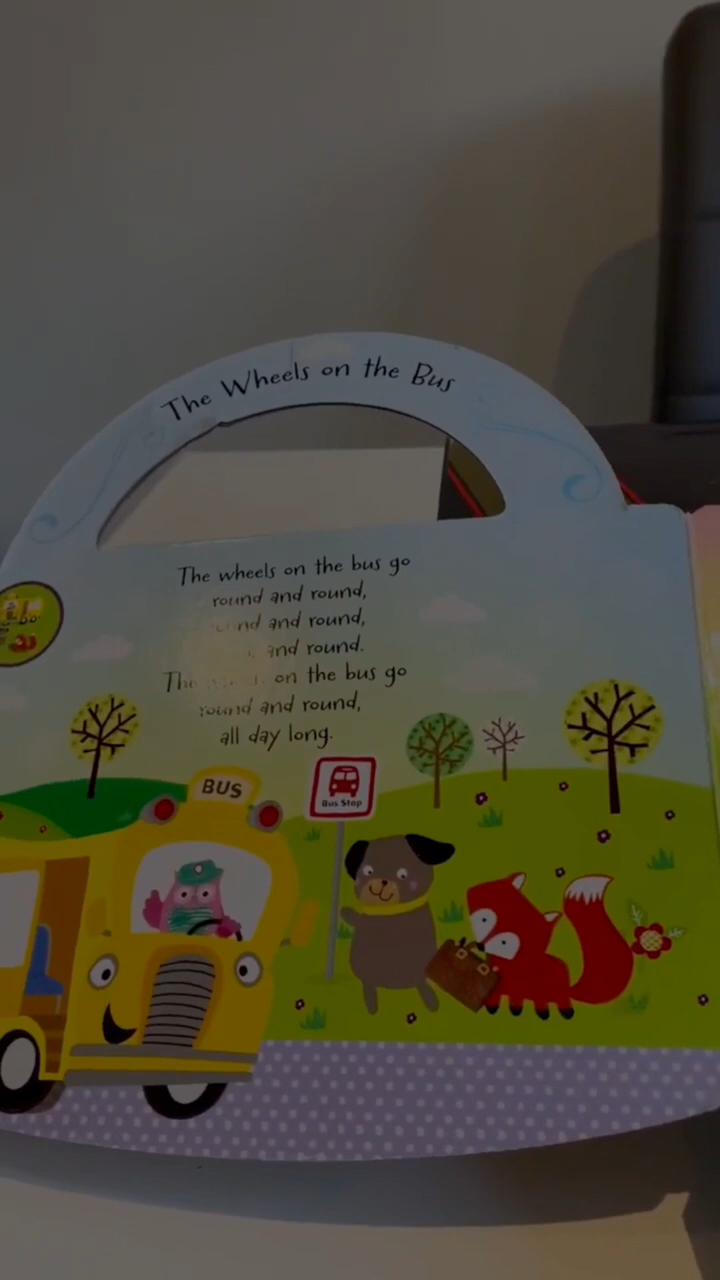 The Wheels on the Bus
The wheels on the bus go
round and round,
and round,
and round.
The on the bus go
round and round,
all day long.
BUS
Bus Stop